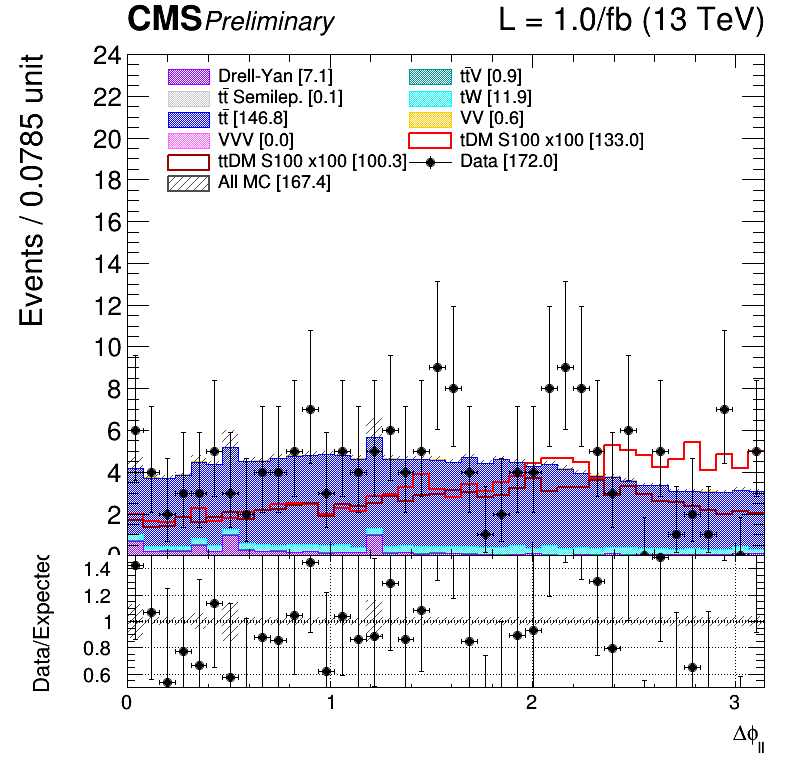 CMS Preliminary L = 1.0/fb (13 TeV)
Events / 0.0785 unit
24
22
20
18
16
14
12
10
8
6
4
2
0
Drell-Yan [7.1]
tt̄ Semilep. [0.1]
tt̄ [146.8]
VVV [0.0]
ttDM S100 x100 [100.3]
All MC [167.4]
tt̄V [0.9]
tW [11.9]
VV [0.6]
tDM S100 x100 [133.0]
Data [172.0]
Data/Expected
1.4
1.2
1
0.8
0.6
0 1 2 3
Δϕ_ll